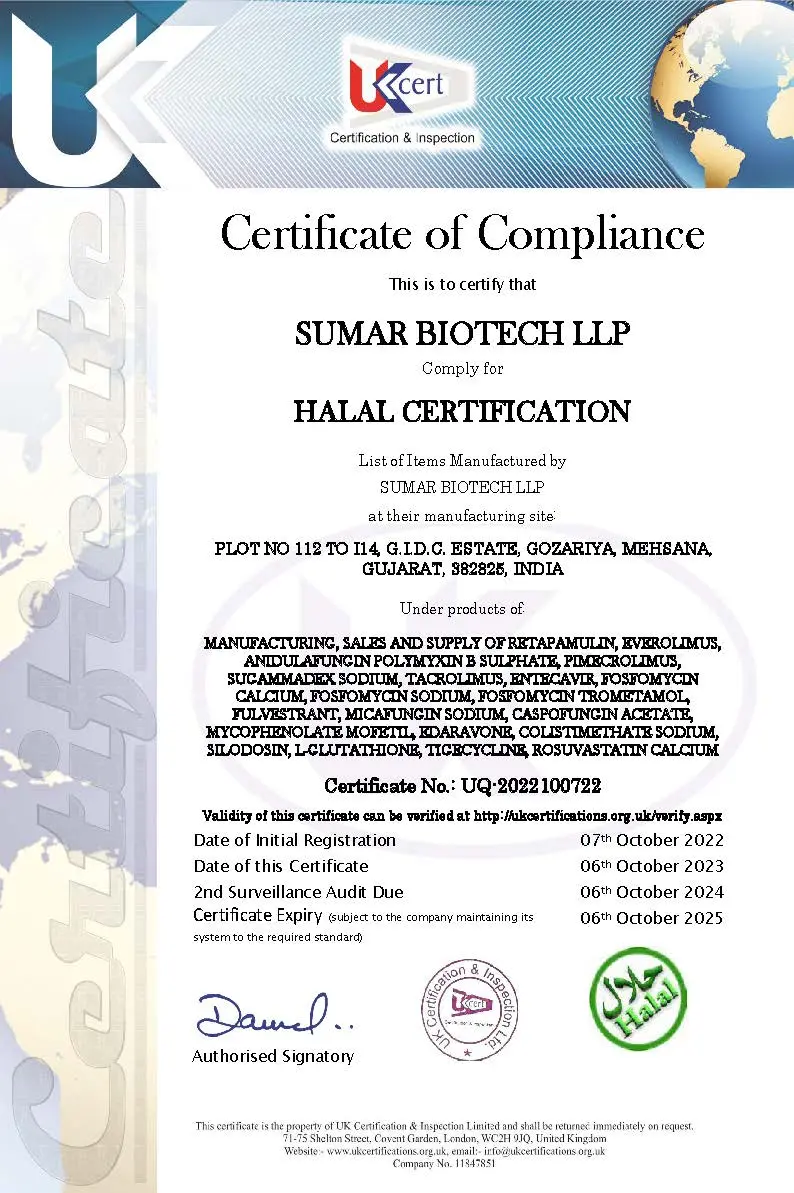 UK
UK cert
Certification & Inspection
Certificate
Certificate of Compliance
This is to certify that
SUMAR BIOTECH LLP
Comply for
HALAL CERTIFICATION
List of Items Manufactured by
SUMAR BIOTECH LLP
at their manufacturing site:
PLOT NO 112 TO I14, G.I.D.C. ESTATE, GOZARIYA, MEHSANA,
GUJARAT, 382825, INDIA
Under products of:
MANUFACTURING, SALES AND SUPPLY OF RETAPAMULIN, EVEROLIMUS,
ANIDULAFUNGIN POLYMYXIN B SULPHATE, PIMECROLIMUS,
SUGAMMADEX SODIUM, TACROLIMUS, ENTECAVIR, FOSFOMYCIN
CALCIUM, FOSFOMYCIN SODIUM, FOSFOMYCIN TROMETAMOL,
FULVESTRANT, MICAFUNGIN SODIUM, CASPOFUNGIN ACETATE,
MYCOPHENOLATE MOFETIL, EDARAVONE, COLISTIMETHATE SODIUM,
SILODOSIN, L-GLUTATHIONE, TIGECYCLINE, ROSUVASTATIN CALCIUM
Certificate No.: UQ-2022100722
Validity of this certificate can be verified at http://ukcertifications.org.uk/verify.aspx
Date of Initial Registration 07th October 2022
Date of this Certificate 06th October 2023
2nd Surveillance Audit Due 06th October 2024
Certificate Expiry (subject to the company maintaining its 06th October 2025
system to the required standard)
UK Certification & Inspection Ltd.
UK cert
حلال
Halal
Authorised Signatory
This certificate is the property of UK Certification & Inspection Limited and shall be returned immediately on request.
71-75 Shelton Street, Covent Garden, London, WC2H 9JQ, United Kingdom
Website:- www.ukcertifications.org.uk, email:- info@ukcertifications.org.uk
Company No. 11847851